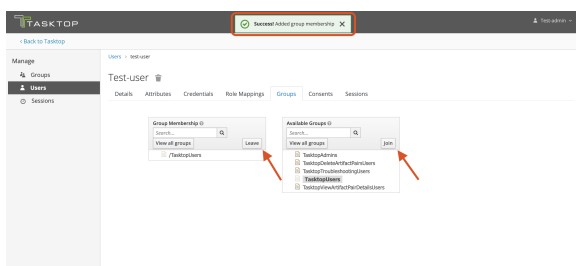 TASKTOP
Success! Added group membership
Test-admin
Back to Tasktop
Manage
Groups
Users
Sessions
Users
test-user
Test-user
Details Attributes Credentials Role Mappings Groups Consents Sessions
Group Membership
Search...
View all groups Leave
/TasktopUsers
Available Groups
Search...
View all groups Join
TasktopAdmins
TasktopDeleteArtifactPairsUsers
TasktopTroubleshootingUsers
TasktopUsers
TasktopViewArtifactPairDetailsUsers